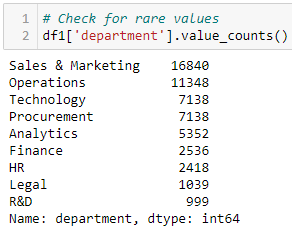 1 # Check for rare values
2 df1['department'].value_counts()
Sales & Marketing    16840
Operations           11348
Technology            7138
Procurement           7138
Analytics             5352
Finance               2536
HR                    2418
Legal                 1039
R&D                    999
Name: department, dtype: int64